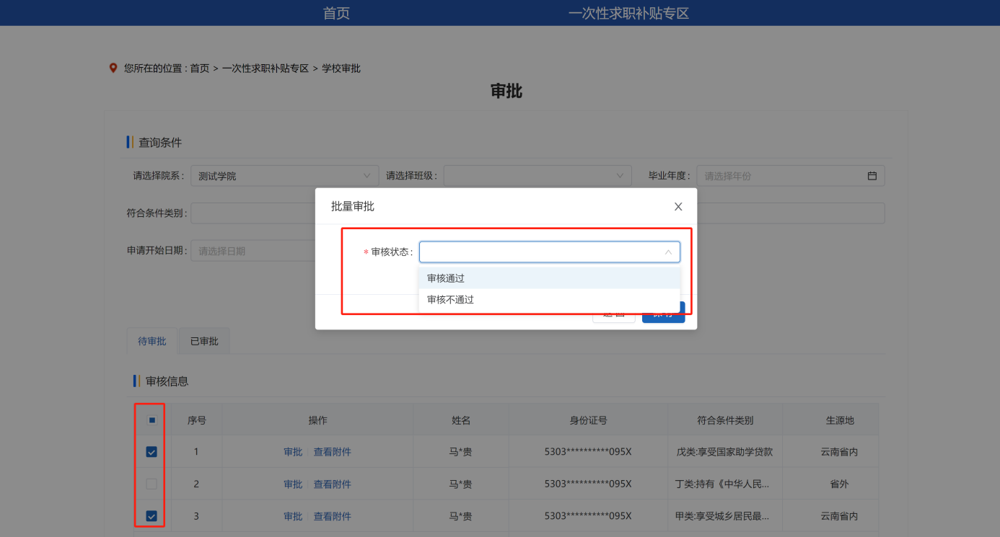 首页 一次性求职补贴专区
您所在的位置 : 首页 > 一次性求职补贴专区 > 学校审批
审批
查询条件
请选择院系 : 测试学院 请选择班级 : 毕业年度 : 请选择年份
符合条件类别 :
申请开始日期 : 请选择日期
批量审批
* 审核状态 :
审核通过
审核不通过
待审批 已审批
审核信息
序号 操作 姓名 身份证号 符合条件类别 生源地
1 审批 查看附件 马*贵 5303**********095X 戊类:享受国家助学贷款 云南省内
2 审批 查看附件 马*贵 5303**********095X 丁类:持有《中华人民... 省外
3 审批 查看附件 马*贵 5303**********095X 甲类:享受城乡居民最... 云南省内